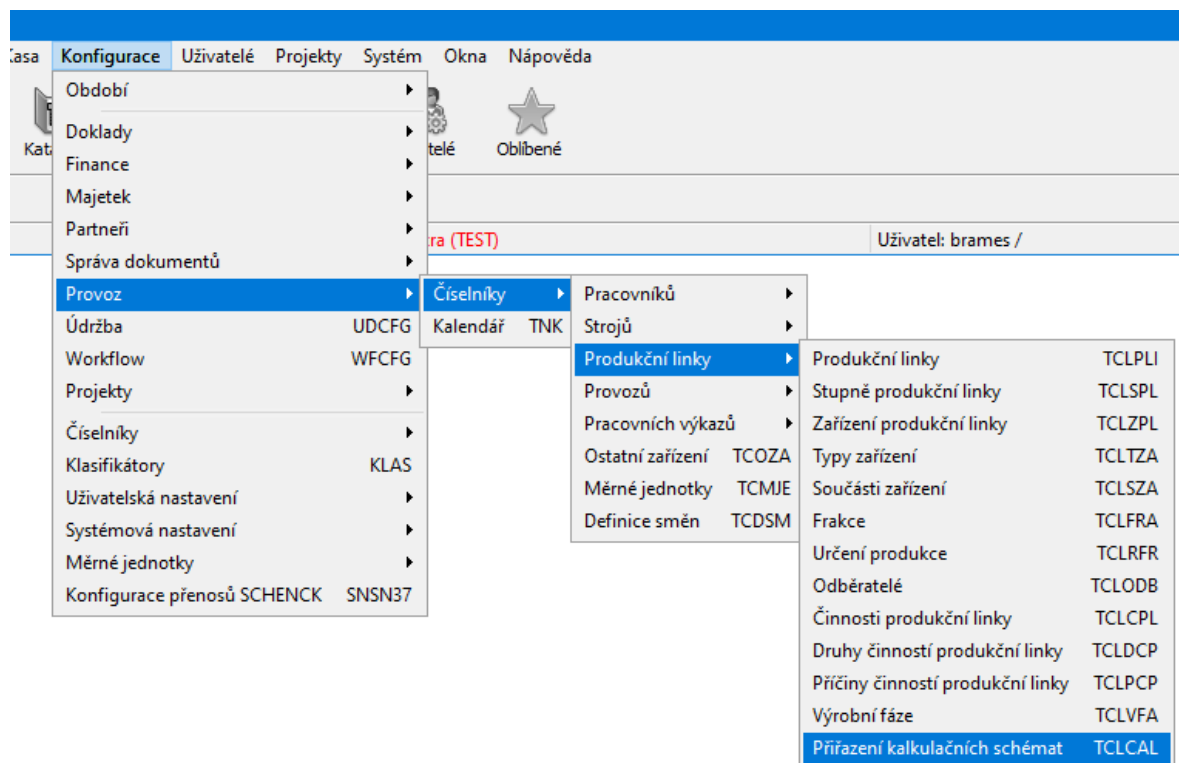 Konfigurace Uživatelé Projekty Systém Okna Nápověda
Oblíbené
(TEST)
Uživatel: brames /
Období
Doklady
Finance
Majetek
Partneři
Správa dokumentů
Provoz
Údržba UDCFG
Workflow WFCFG
Projekty
Číselníky
Klasifikátory KLAS
Uživatelská nastavení
Systémová nastavení
Měrné jednotky
Konfigurace přenosů SCHENCK SNSN37
Číselníky
Kalendář TNK
Pracovníků
Strojů
Produkční linky
Provozů
Pracovních výkazů
Ostatní zařízení TCOZA
Měrné jednotky TCMJE
Definice směn TCDSM
Produkční linky TCLPLI
Stupně produkční linky TCLSPL
Zařízení produkční linky TCLZPL
Typy zařízení TCLTZA
Součásti zařízení TCLSZA
Frakce TCLFRA
Určení produkce TCLRFR
Odběratelé TCLODB
Činnosti produkční linky TCLCPL
Druhy činností produkční linky TCLDCP
Příčiny činností produkční linky TCLPCP
Výrobní fáze TCLVFA
Přiřazení kalkulačních schémat TCLCAL